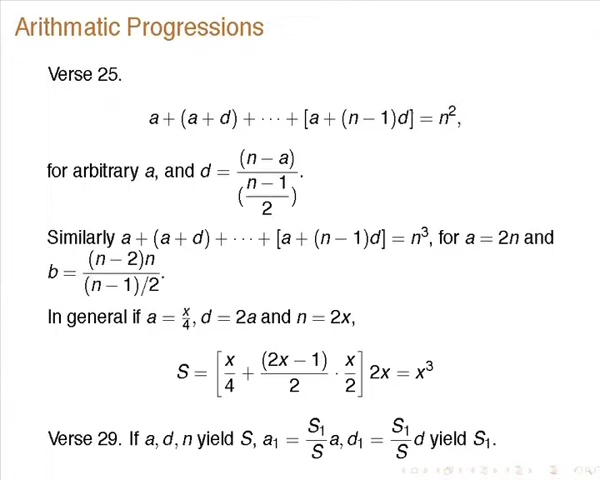 Arithmatic Progressions
Verse 25.
a + (a + d) + ··· + [a + (n − 1)d] = n²,
for arbitrary a, and d = (n − a) / ((n − 1)/2).
Similarly a + (a + d) + ··· + [a + (n − 1)d] = n³, for a = 2n and
b = (n − 2)n / (n − 1)/2.
In general if a = x/4, d = 2a and n = 2x,
S = [x/4 + (2x − 1)/2 · x/2] 2x = x³
Verse 29. If a, d, n yield S, a₁ = S₁/S a, d₁ = S₁/S d yield S₁.